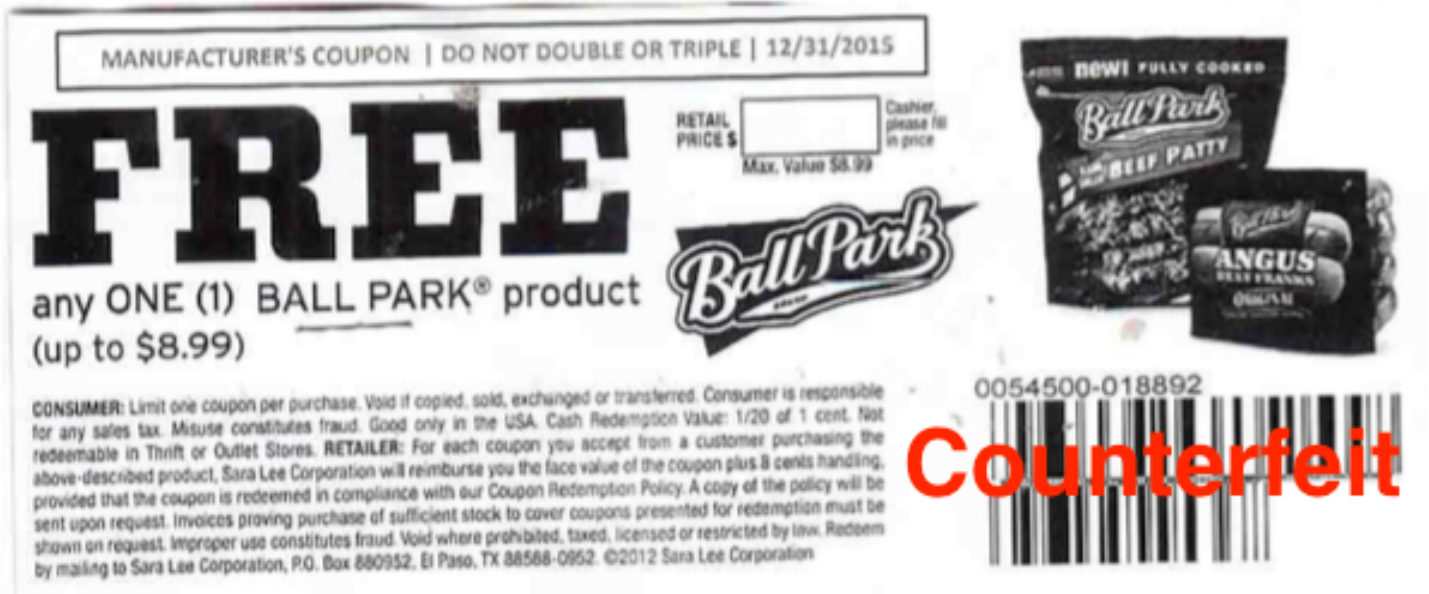 MANUFACTURER'S COUPON | DO NOT DOUBLE OR TRIPLE | 12/31/2015
FREE
any ONE (1) BALL PARK® product
(up to $8.99)
RETAIL
PRICE $
Cashier,
please fill
in price
Max. Value $8.99
Ball Park
new! FULLY COOKED
Ball Park
BEEF PATTY
Ball Park
ANGUS
BEEF FRANKS
ORIGINAL
CONSUMER: Limit one coupon per purchase. Void if copied, sold, exchanged or transferred. Consumer is responsible
for any sales tax. Misuse constitutes fraud. Good only in the USA. Cash Redemption Value: 1/20 of 1 cent. Not
redeemable in Thrift or Outlet Stores. RETAILER: For each coupon you accept from a customer purchasing the
above-described product, Sara Lee Corporation will reimburse you the face value of the coupon plus 8 cents handling,
provided that the coupon is redeemed in compliance with our Coupon Redemption Policy. A copy of the policy will be
sent upon request. Invoices proving purchase of sufficient stock to cover coupons presented for redemption must be
shown on request. Improper use constitutes fraud. Void where prohibited, taxed, licensed or restricted by law. Redeem
by mailing to Sara Lee Corporation, P.O. Box 880952, El Paso, TX 88588-0952. ©2012 Sara Lee Corporation
0054500-018892
Counterfeit